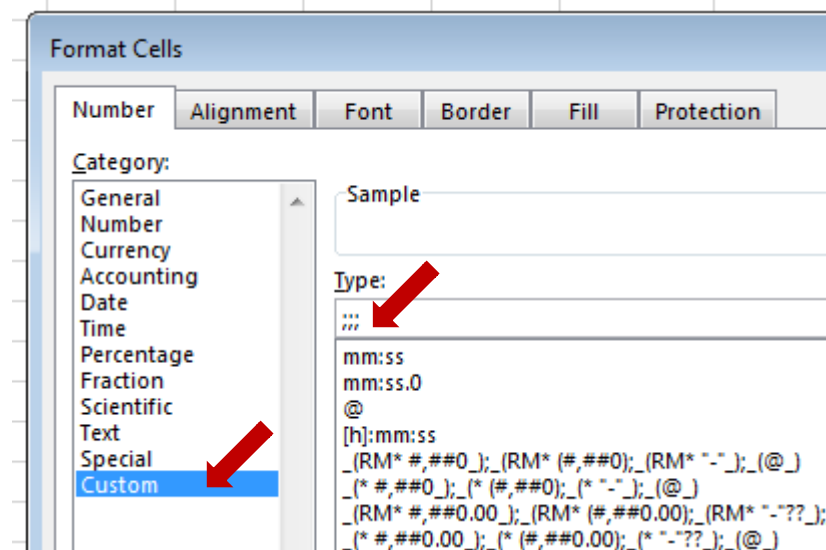 Format Cells
Number Alignment Font Border Fill Protection
Category:
General
Number
Currency
Accounting
Date
Time
Percentage
Fraction
Scientific
Text
Special
Custom
Sample
Type:
;;;
mm:ss
mm:ss.0
@
[h]:mm:ss
_(RM* #,##0_);_(RM* (#,##0);_(RM* "-"_);_(@_)
_(* #,##0_);_(* (#,##0);_(* "-"_);_(@_)
_(RM* #,##0.00_);_(RM* (#,##0.00);_(RM* "-"??_);
_(* #,##0.00_);_(* (#,##0.00);_(* "-"??_);_(@_)